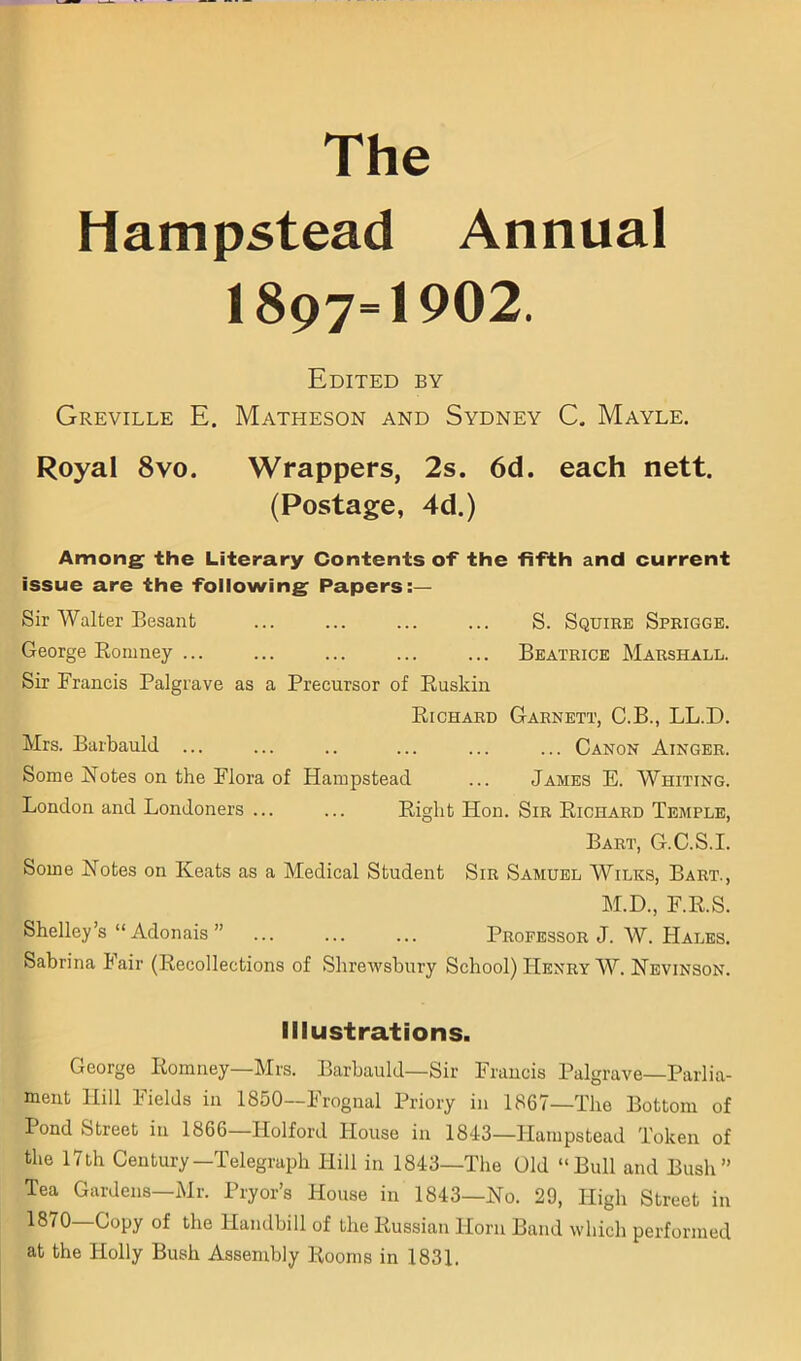 The
Hampstead Annual
1897=1902.
Edited by
Greville E. Matheson and Sydney C. Mayle.
Royal 8vo. Wrappers, 2s. 6d. each nett.
(Postage, 4d.)
Among the Literary Contents of the fifth and current
issue are the following Papers:—
Sir Walter Besant ... ... ... ... S. Squire Sprigge.
George Romney ... ... ... ... ... Beatrice Marshall.
Sir Francis Palgrave as a Precursor of Ruskin
Richard Garnett, C.B., LL.D.
Mrs. Barbauld ... ... .. ... ... ... Canon Ainger.
Some Notes on the Flora of Hampstead ... James E. Whiting.
London and Londoners ... ... Right Hon. Sir Richard Temple,
Bart, G.C.S.I.
Some Notes on Keats as a Medical Student Sir Samuel Wilks, Bart.,
M.D., F.R.S.
Shelley's “Adonais” ... ... ... Professor J. W. Hales.
Sabrina Fair (Recollections of Shrewsbury School) Henry W. Nevinson.
Illustrations.
George Romney—Mrs. Barbauld—Sir Francis Palgrave—Parlia-
ment Hill Fields in 1850—Frognal Priory in 1867—The Bottom of
Pond Street in 1866—Holford House in 1843—Hampstead Token of
the 17th Century—Telegraph Hill in 1843—The Old “Bull and Bush”
Tea Gardens—Mr. Pryor's House in 1843—No. 29, High Street in
1870—Copy of the Handbill of the Russian Horn Band which performed
at the Holly Bush Assembly Rooms in 1831.